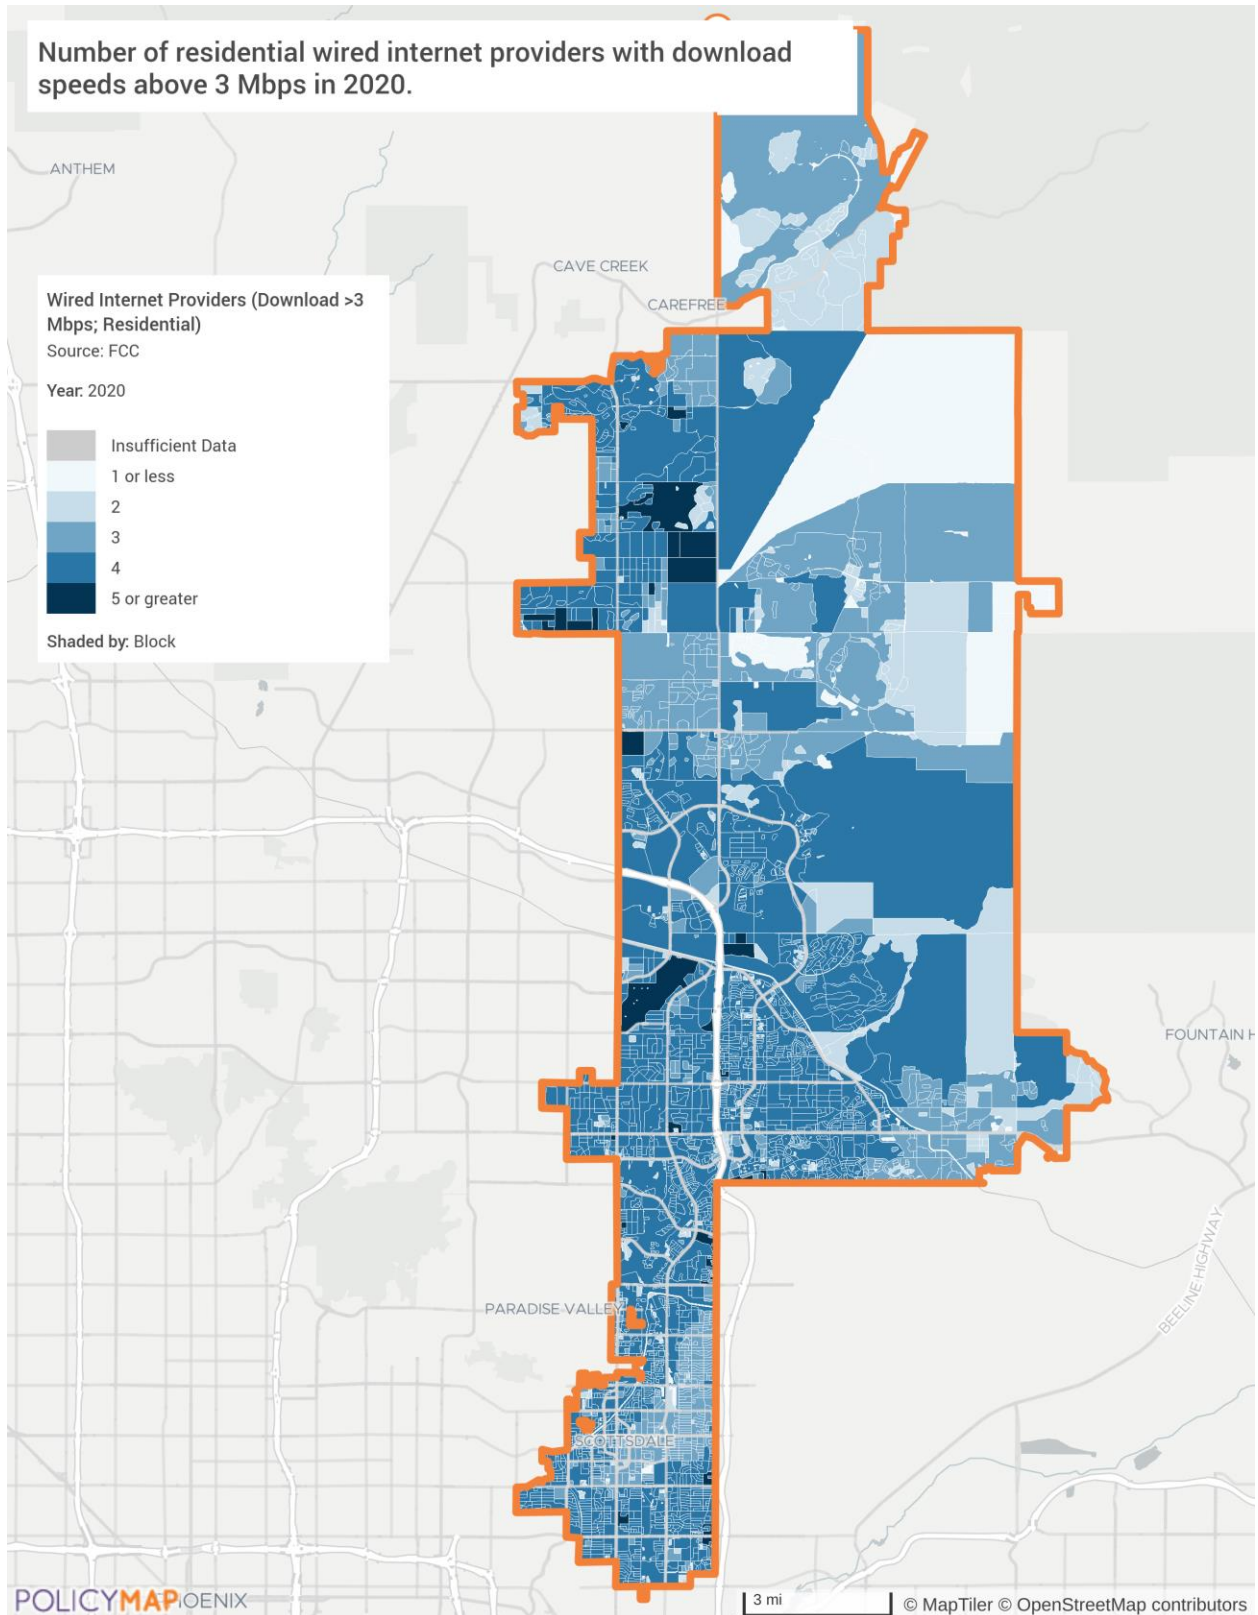 Number of residential wired internet providers with download
speeds above 3 Mbps in 2020.
ANTHEM
CAVE CREEK
CAREFREE
Wired Internet Providers (Download >3
Mbps; Residential)
Source: FCC
Year: 2020
Insufficient Data
1 or less
2
3
4
5 or greater
Shaded by: Block
FOUNTAIN H
BEELINE HIGHWAY
PARADISE VALLEY
SCOTTSDALE
POLICYMAP
OENIX
3 mi
© MapTiler © OpenStreetMap contributors